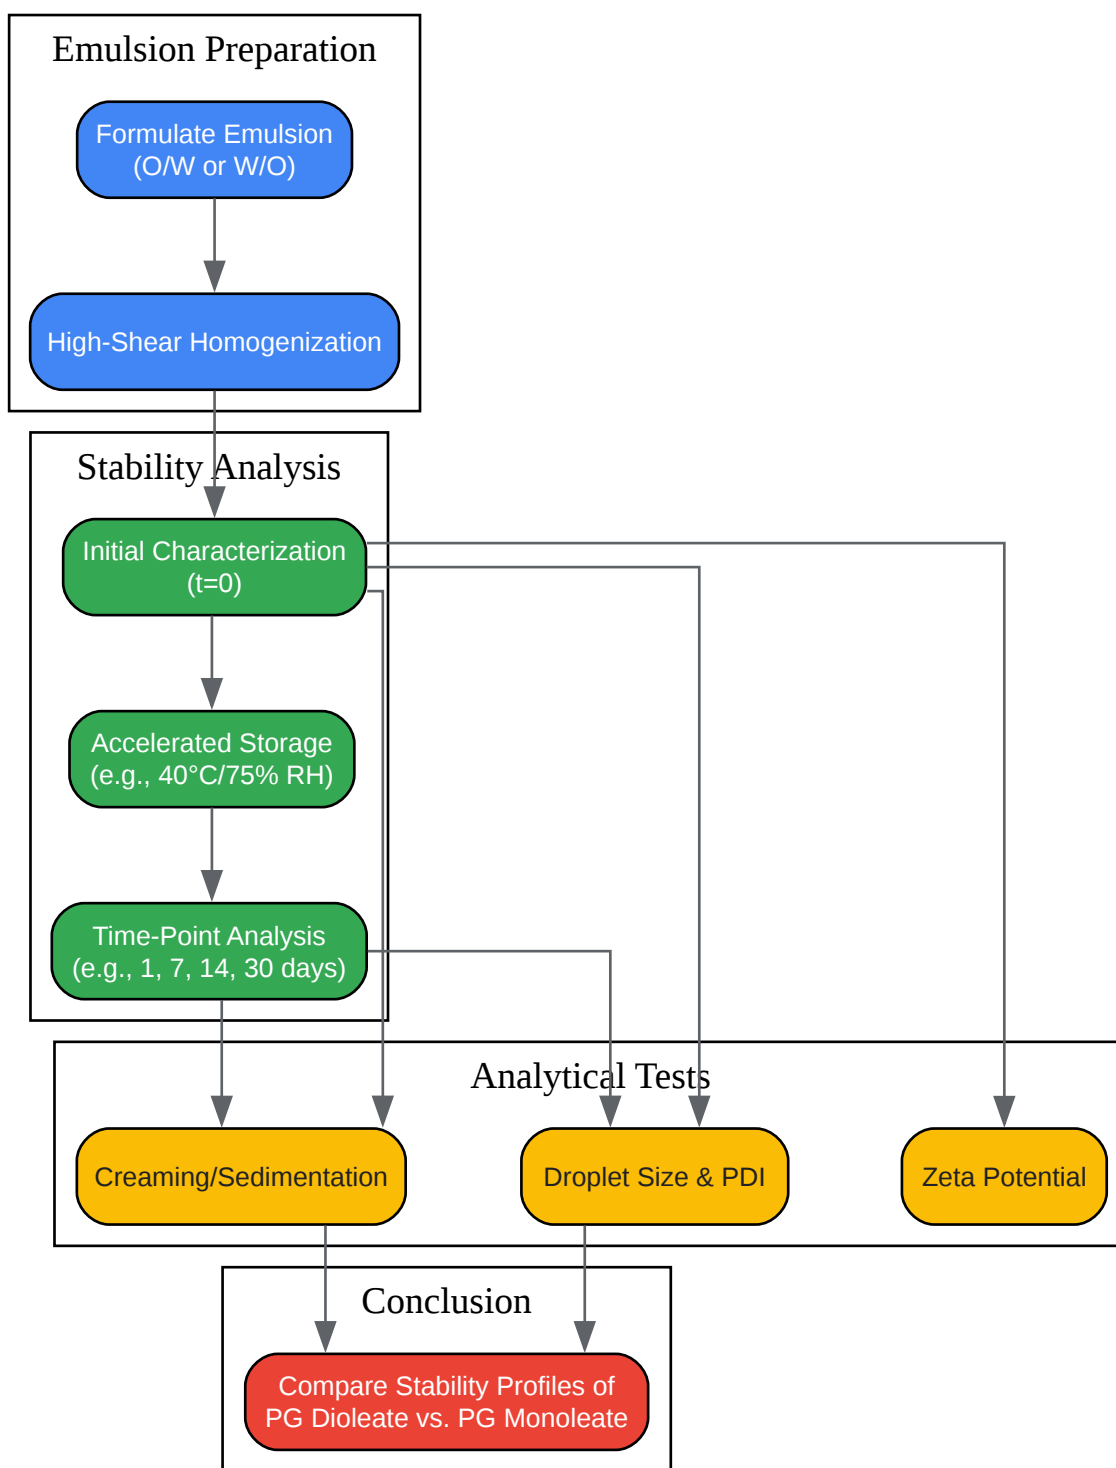 Emulsion Preparation
Formulate Emulsion
(O/W or W/O)
High-Shear Homogenization
Stability Analysis
Initial Characterization
(t=0)
Accelerated Storage
(e.g., 40°C/75% RH)
Time-Point Analysis
(e.g., 1, 7, 14, 30 days)
Analytical Tests
Creaming/Sedimentation
Droplet Size & PDI
Zeta Potential
Conclusion
Compare Stability Profiles of
PG Dioleate vs. PG Monoleate